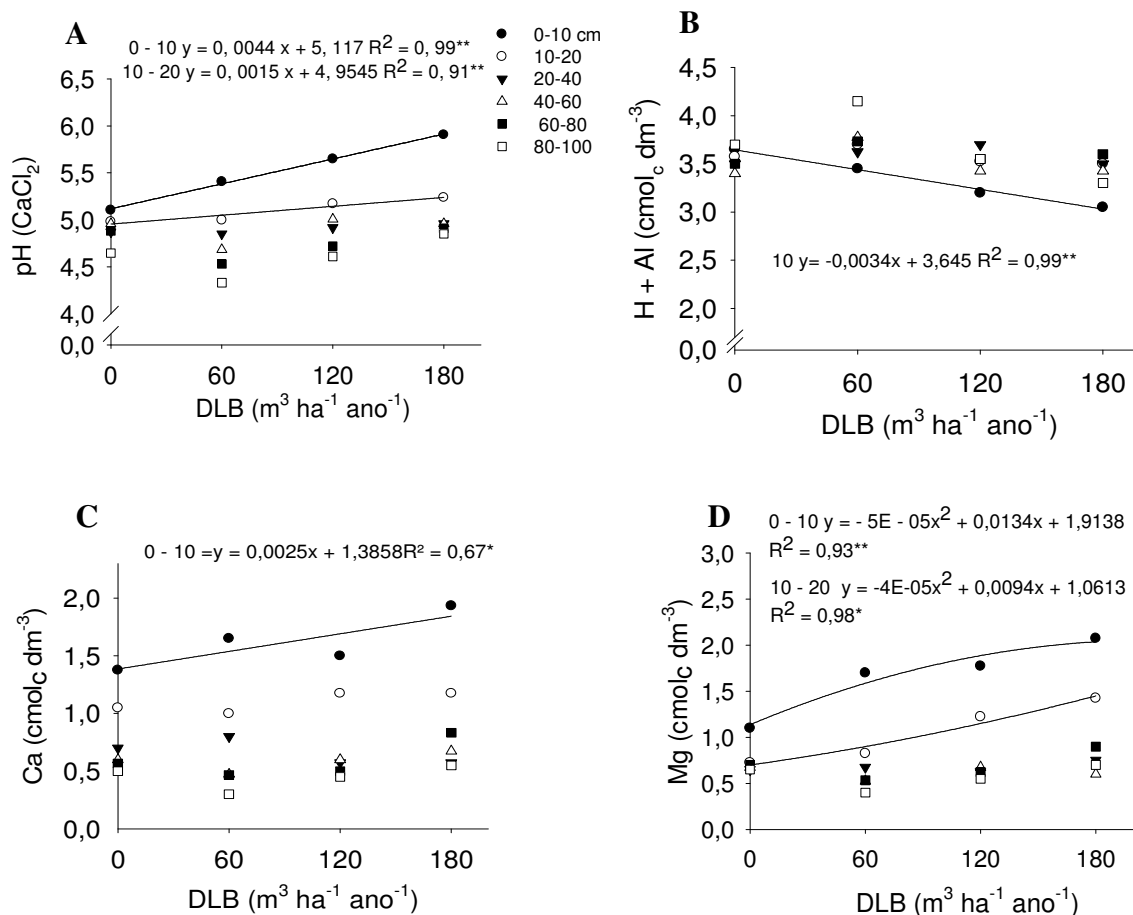 A
0 - 10 y = 0, 0044 x + 5, 117 R² = 0, 99**
10 - 20 y = 0, 0015 x + 4, 9545 R² = 0, 91**
0-10 cm
10-20
20-40
40-60
60-80
80-100
6,5
6,0
5,5
5,0
4,5
4,0
0,0
pH (CaCl₂)
0 60 120 180
DLB (m³ ha⁻¹ ano⁻¹)
B
4,5
4,0
3,5
3,0
2,5
2,0
0,0
H + Al (cmol_c dm⁻³)
10 y= -0,0034x + 3,645 R² = 0,99**
0 60 120 180
DLB (m³ ha⁻¹ ano⁻¹)
C
0 - 10 =y = 0,0025x + 1,3858R² = 0,67*
2,0
1,5
1,0
0,5
0,0
Ca (cmol_c dm⁻³)
0 60 120 180
DLB (m³ ha⁻¹ ano⁻¹)
D
0 - 10 y = - 5E - 05x² + 0,0134x + 1,9138
R² = 0,93**
10 - 20 y = -4E-05x² + 0,0094x + 1,0613
R² = 0,98*
3,0
2,5
2,0
1,5
1,0
0,5
0,0
Mg (cmol_c dm⁻³)
0 60 120 180
DLB (m³ ha⁻¹ ano⁻¹)